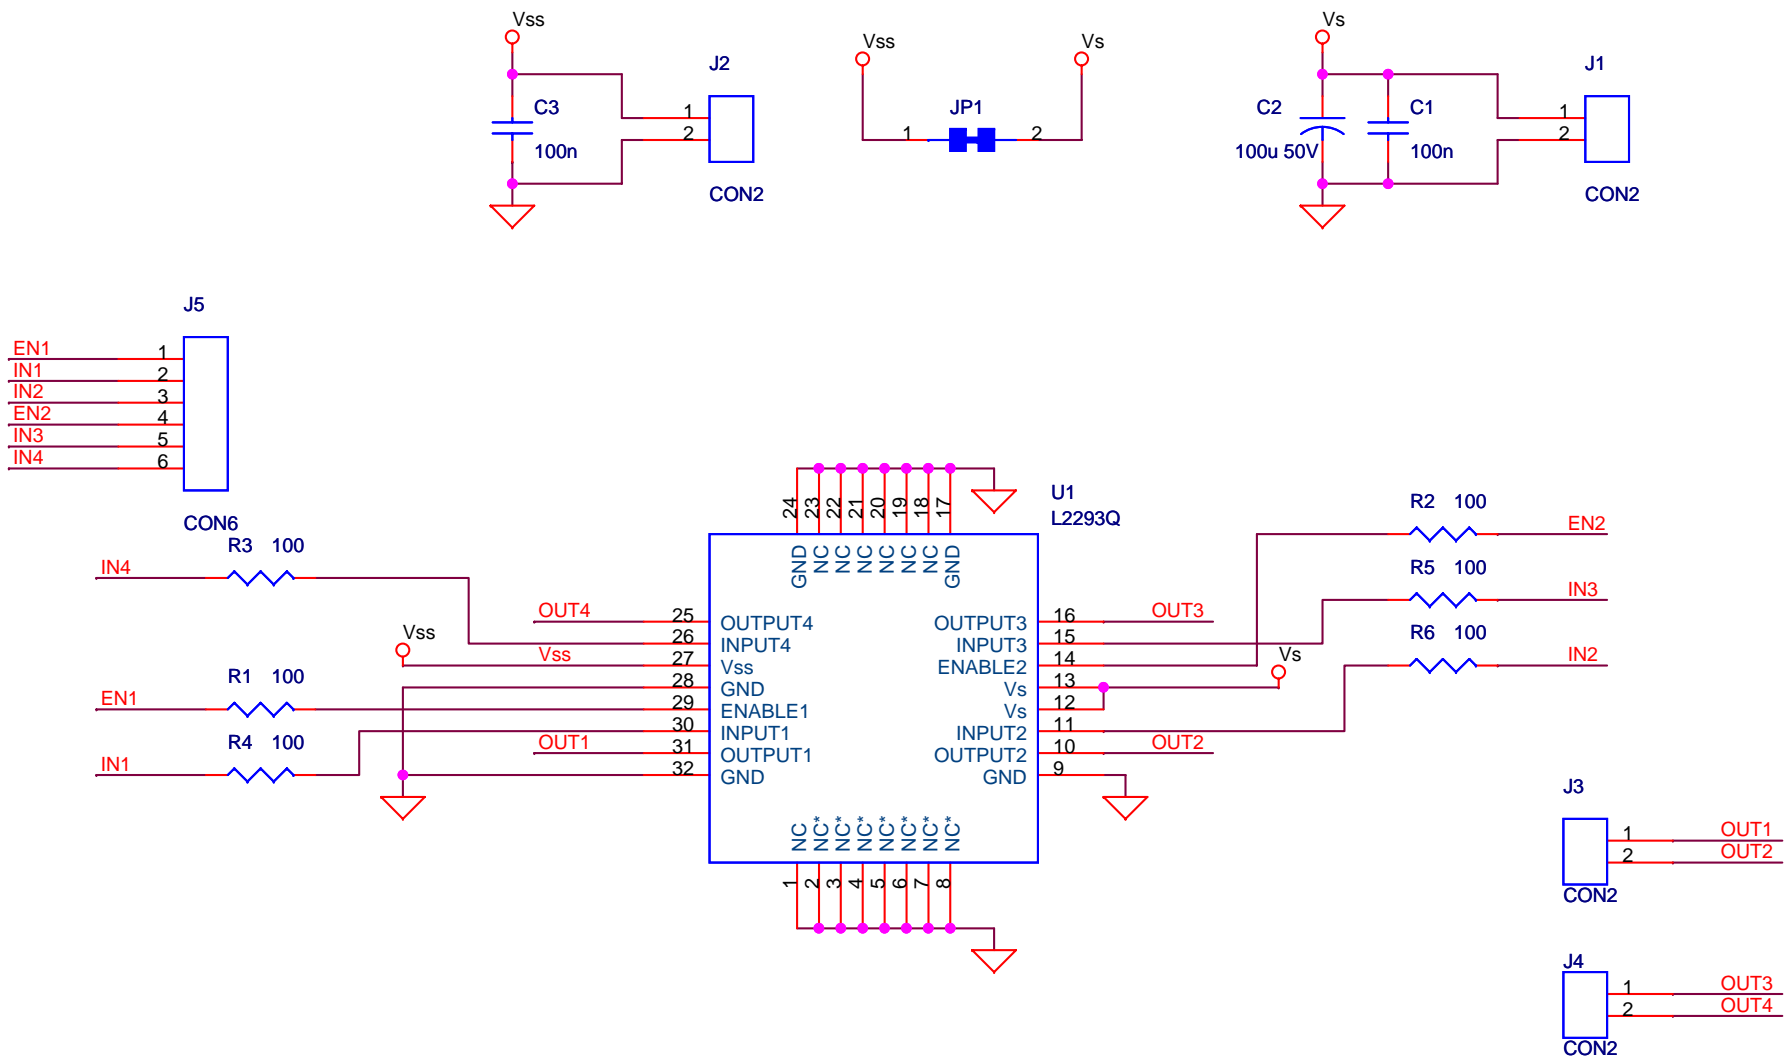 Vss
Vs
Vss
Vs
J2
J1
C3
1
2
100n
CON2
JP1
1
2
C2
100u 50V
C1
100n
1
2
CON2
J5
EN1 1
IN1 2
IN2 3
EN2 4
IN3 5
IN4 6
CON6
U1
L2293Q
24 23 22 21 20 19 18 17
GND NC NC NC NC NC NC GND
R3 100
IN4
R1 100
EN1
R4 100
IN1
Vss
OUT4 25 OUTPUT4
26 INPUT4
Vss 27 Vss
28 GND
29 ENABLE1
30 INPUT1
OUT1 31 OUTPUT1
32 GND
OUTPUT3 16 OUT3
INPUT3 15
ENABLE2 14
Vs 13
Vs 12
INPUT2 11
OUTPUT2 10 OUT2
GND 9
Vs
R2 100
EN2
R5 100
IN3
R6 100
IN2
NC NC* NC* NC* NC* NC* NC* NC*
1 2 3 4 5 6 7 8
J3
1 OUT1
2 OUT2
CON2
J4
1 OUT3
2 OUT4
CON2